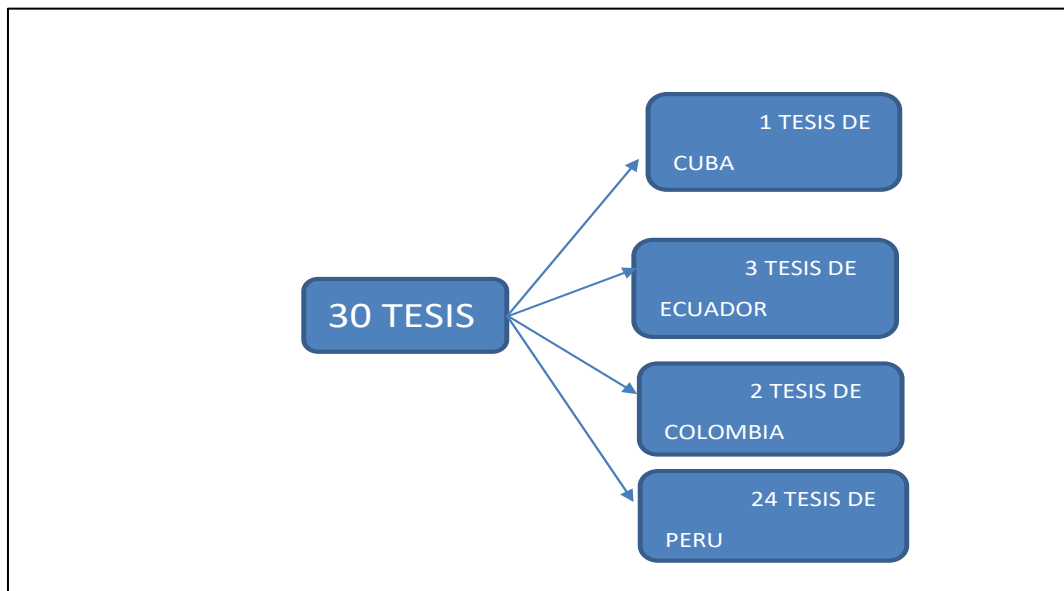 30 TESIS
1 TESIS DE
CUBA
3 TESIS DE
ECUADOR
2 TESIS DE
COLOMBIA
24 TESIS DE
PERU